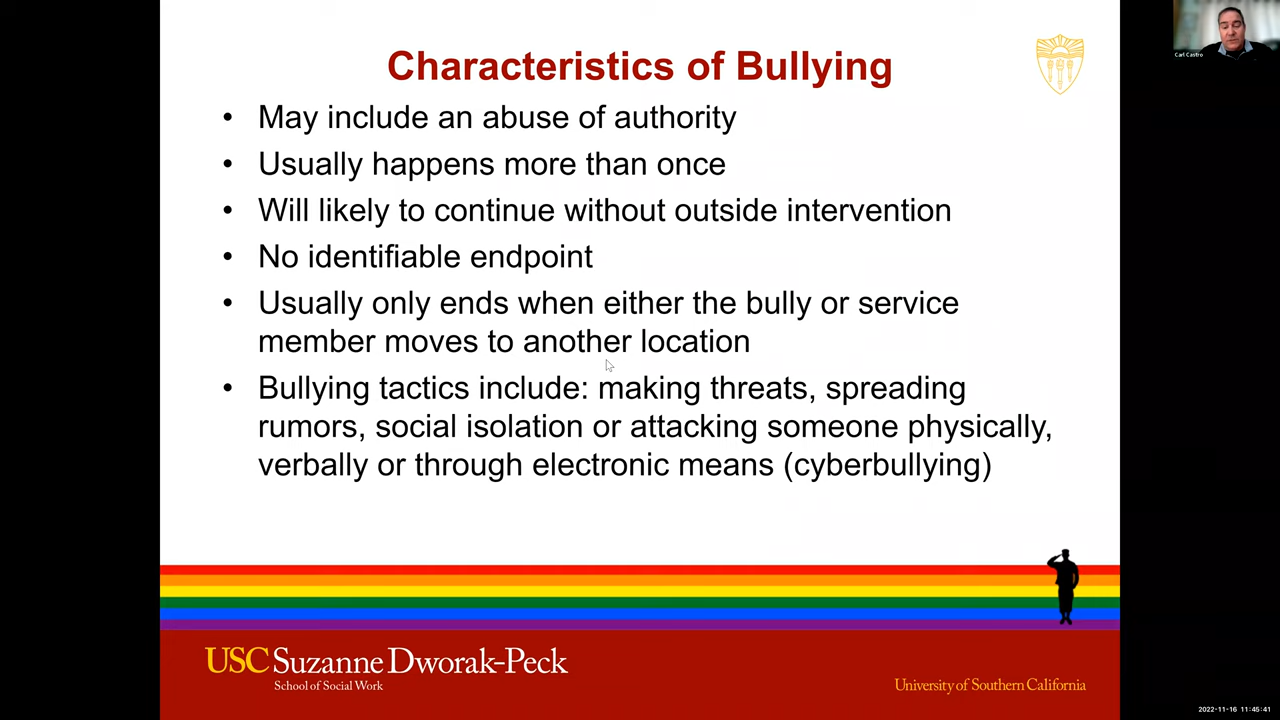 Characteristics of Bullying
• May include an abuse of authority
• Usually happens more than once
• Will likely to continue without outside intervention
• No identifiable endpoint
• Usually only ends when either the bully or service
member moves to another location
• Bullying tactics include: making threats, spreading
rumors, social isolation or attacking someone physically,
verbally or through electronic means (cyberbullying)
USC Suzanne Dworak-Peck
School of Social Work
University of Southern California
Carl Castro
2022-11-16 11:45:41